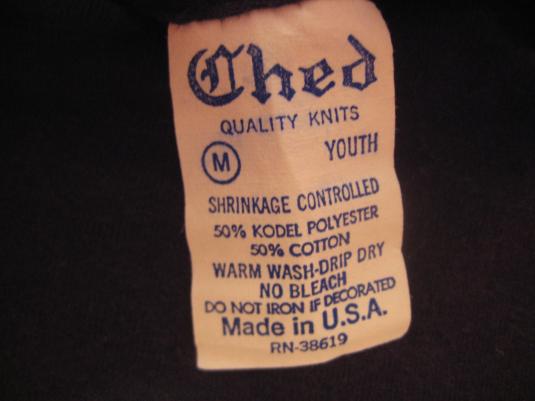 Ched
QUALITY KNITS
M YOUTH
SHRINKAGE CONTROLLED
50% KODEL POLYESTER
50% COTTON
WARM WASH-DRIP DRY
NO BLEACH
DO NOT IRON IF DECORATED
Made in U.S.A.
RN-38619